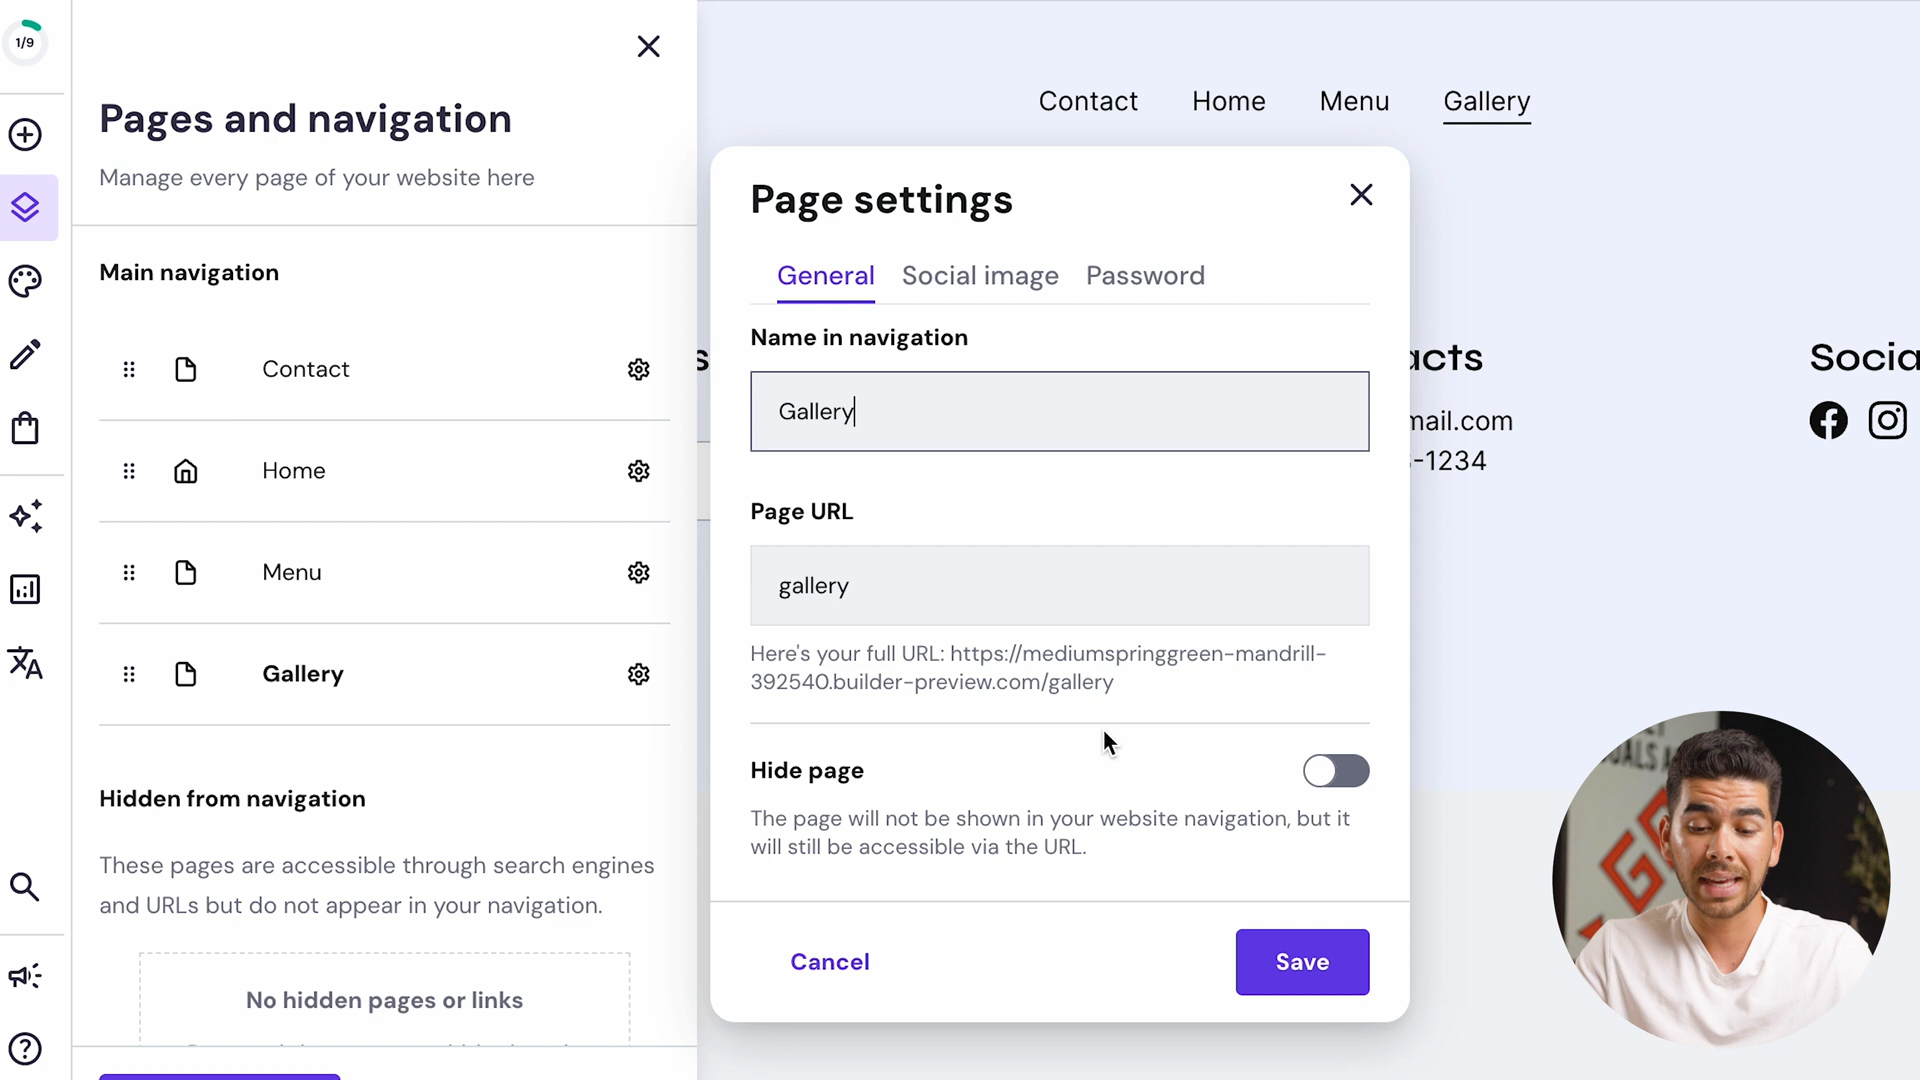 1/9
Pages and navigation
Manage every page of your website here
Main navigation
Contact
Home
Menu
Gallery
Hidden from navigation
These pages are accessible through search engines
and URLs but do not appear in your navigation.
No hidden pages or links
Contact Home Menu Gallery
Page settings
General Social image Password
Name in navigation
Gallery
Page URL
gallery
Here's your full URL: https://mediumspringgreen-mandrill-
392540.builder-preview.com/gallery
Hide page
The page will not be shown in your website navigation, but it
will still be accessible via the URL.
Cancel
Save
s
acts
mail.com
-1234
Socia